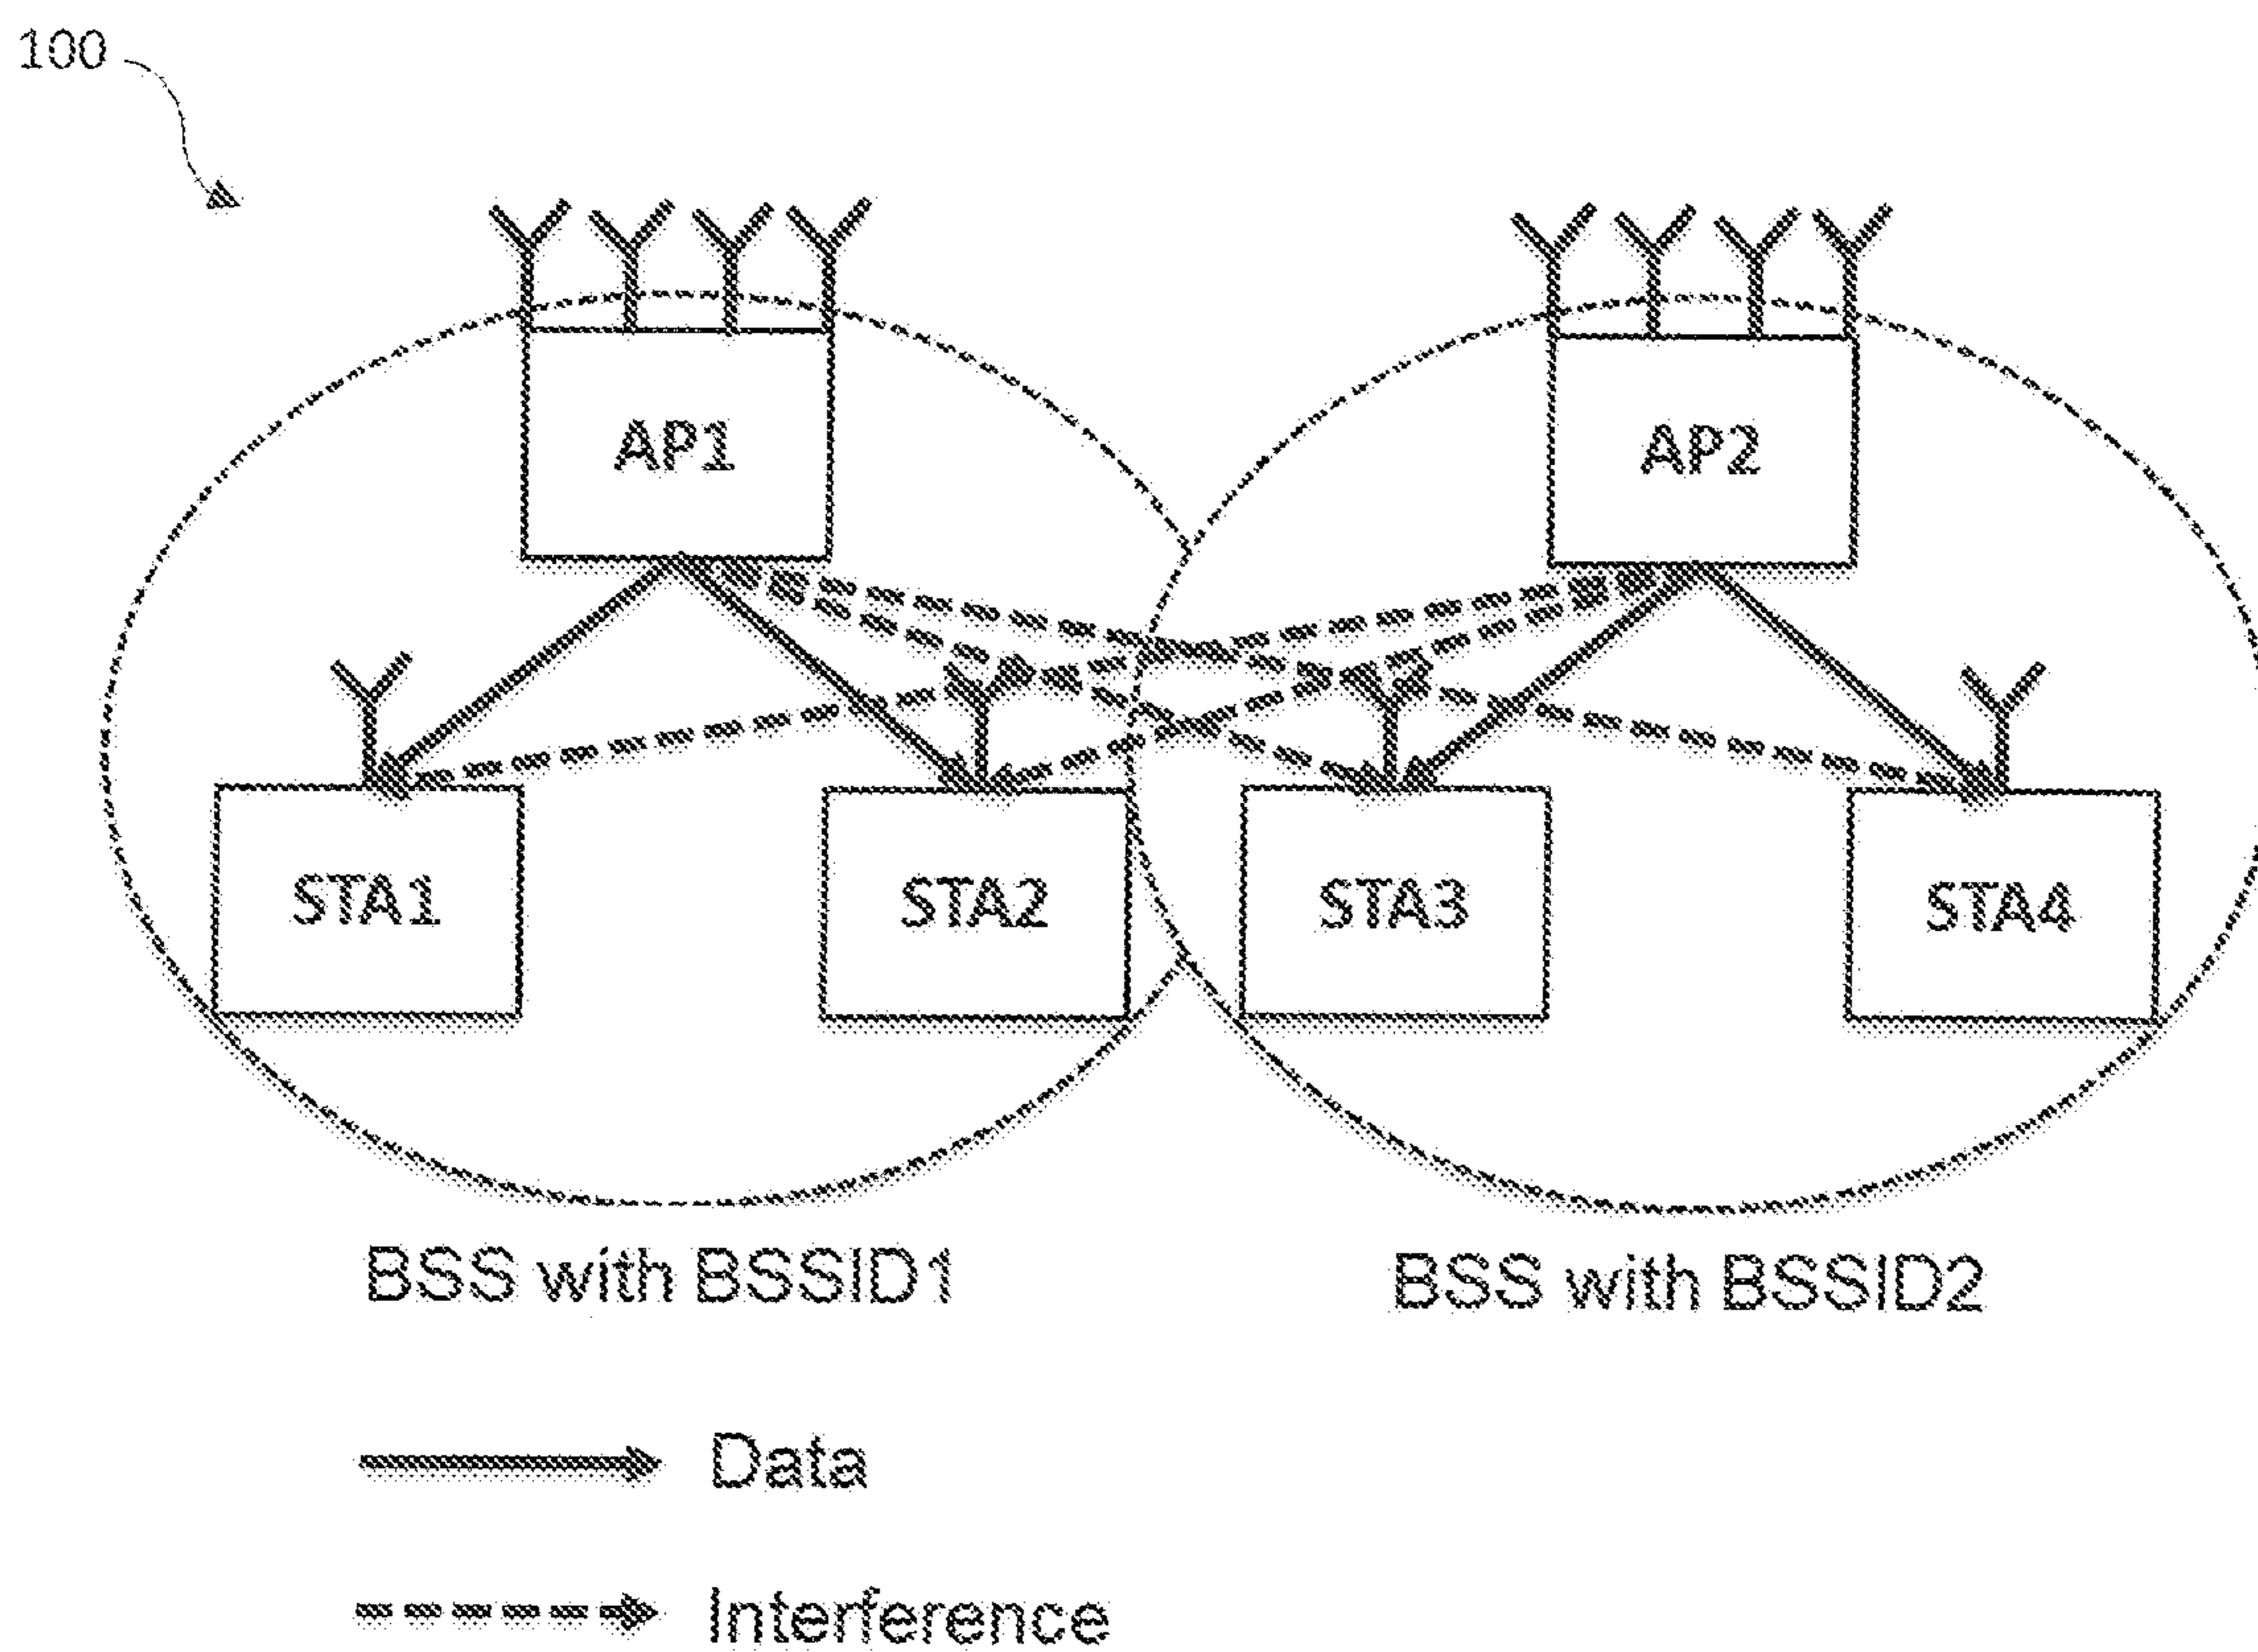 100
AP1
AP2
STA1
STA2
STA3
STA4
BSS with BSSID1
BSS with BSSID2
Data
Interference